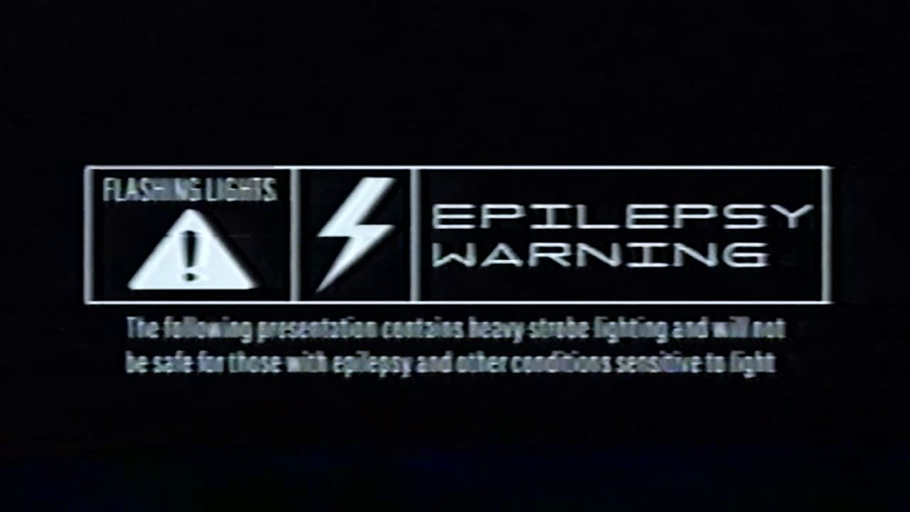 FLASHING LIGHTS
EPILEPSY
WARNING
The following presentation contains heavy strobe lighting and will not
be safe for those with epilepsy and other conditions sensitive to light